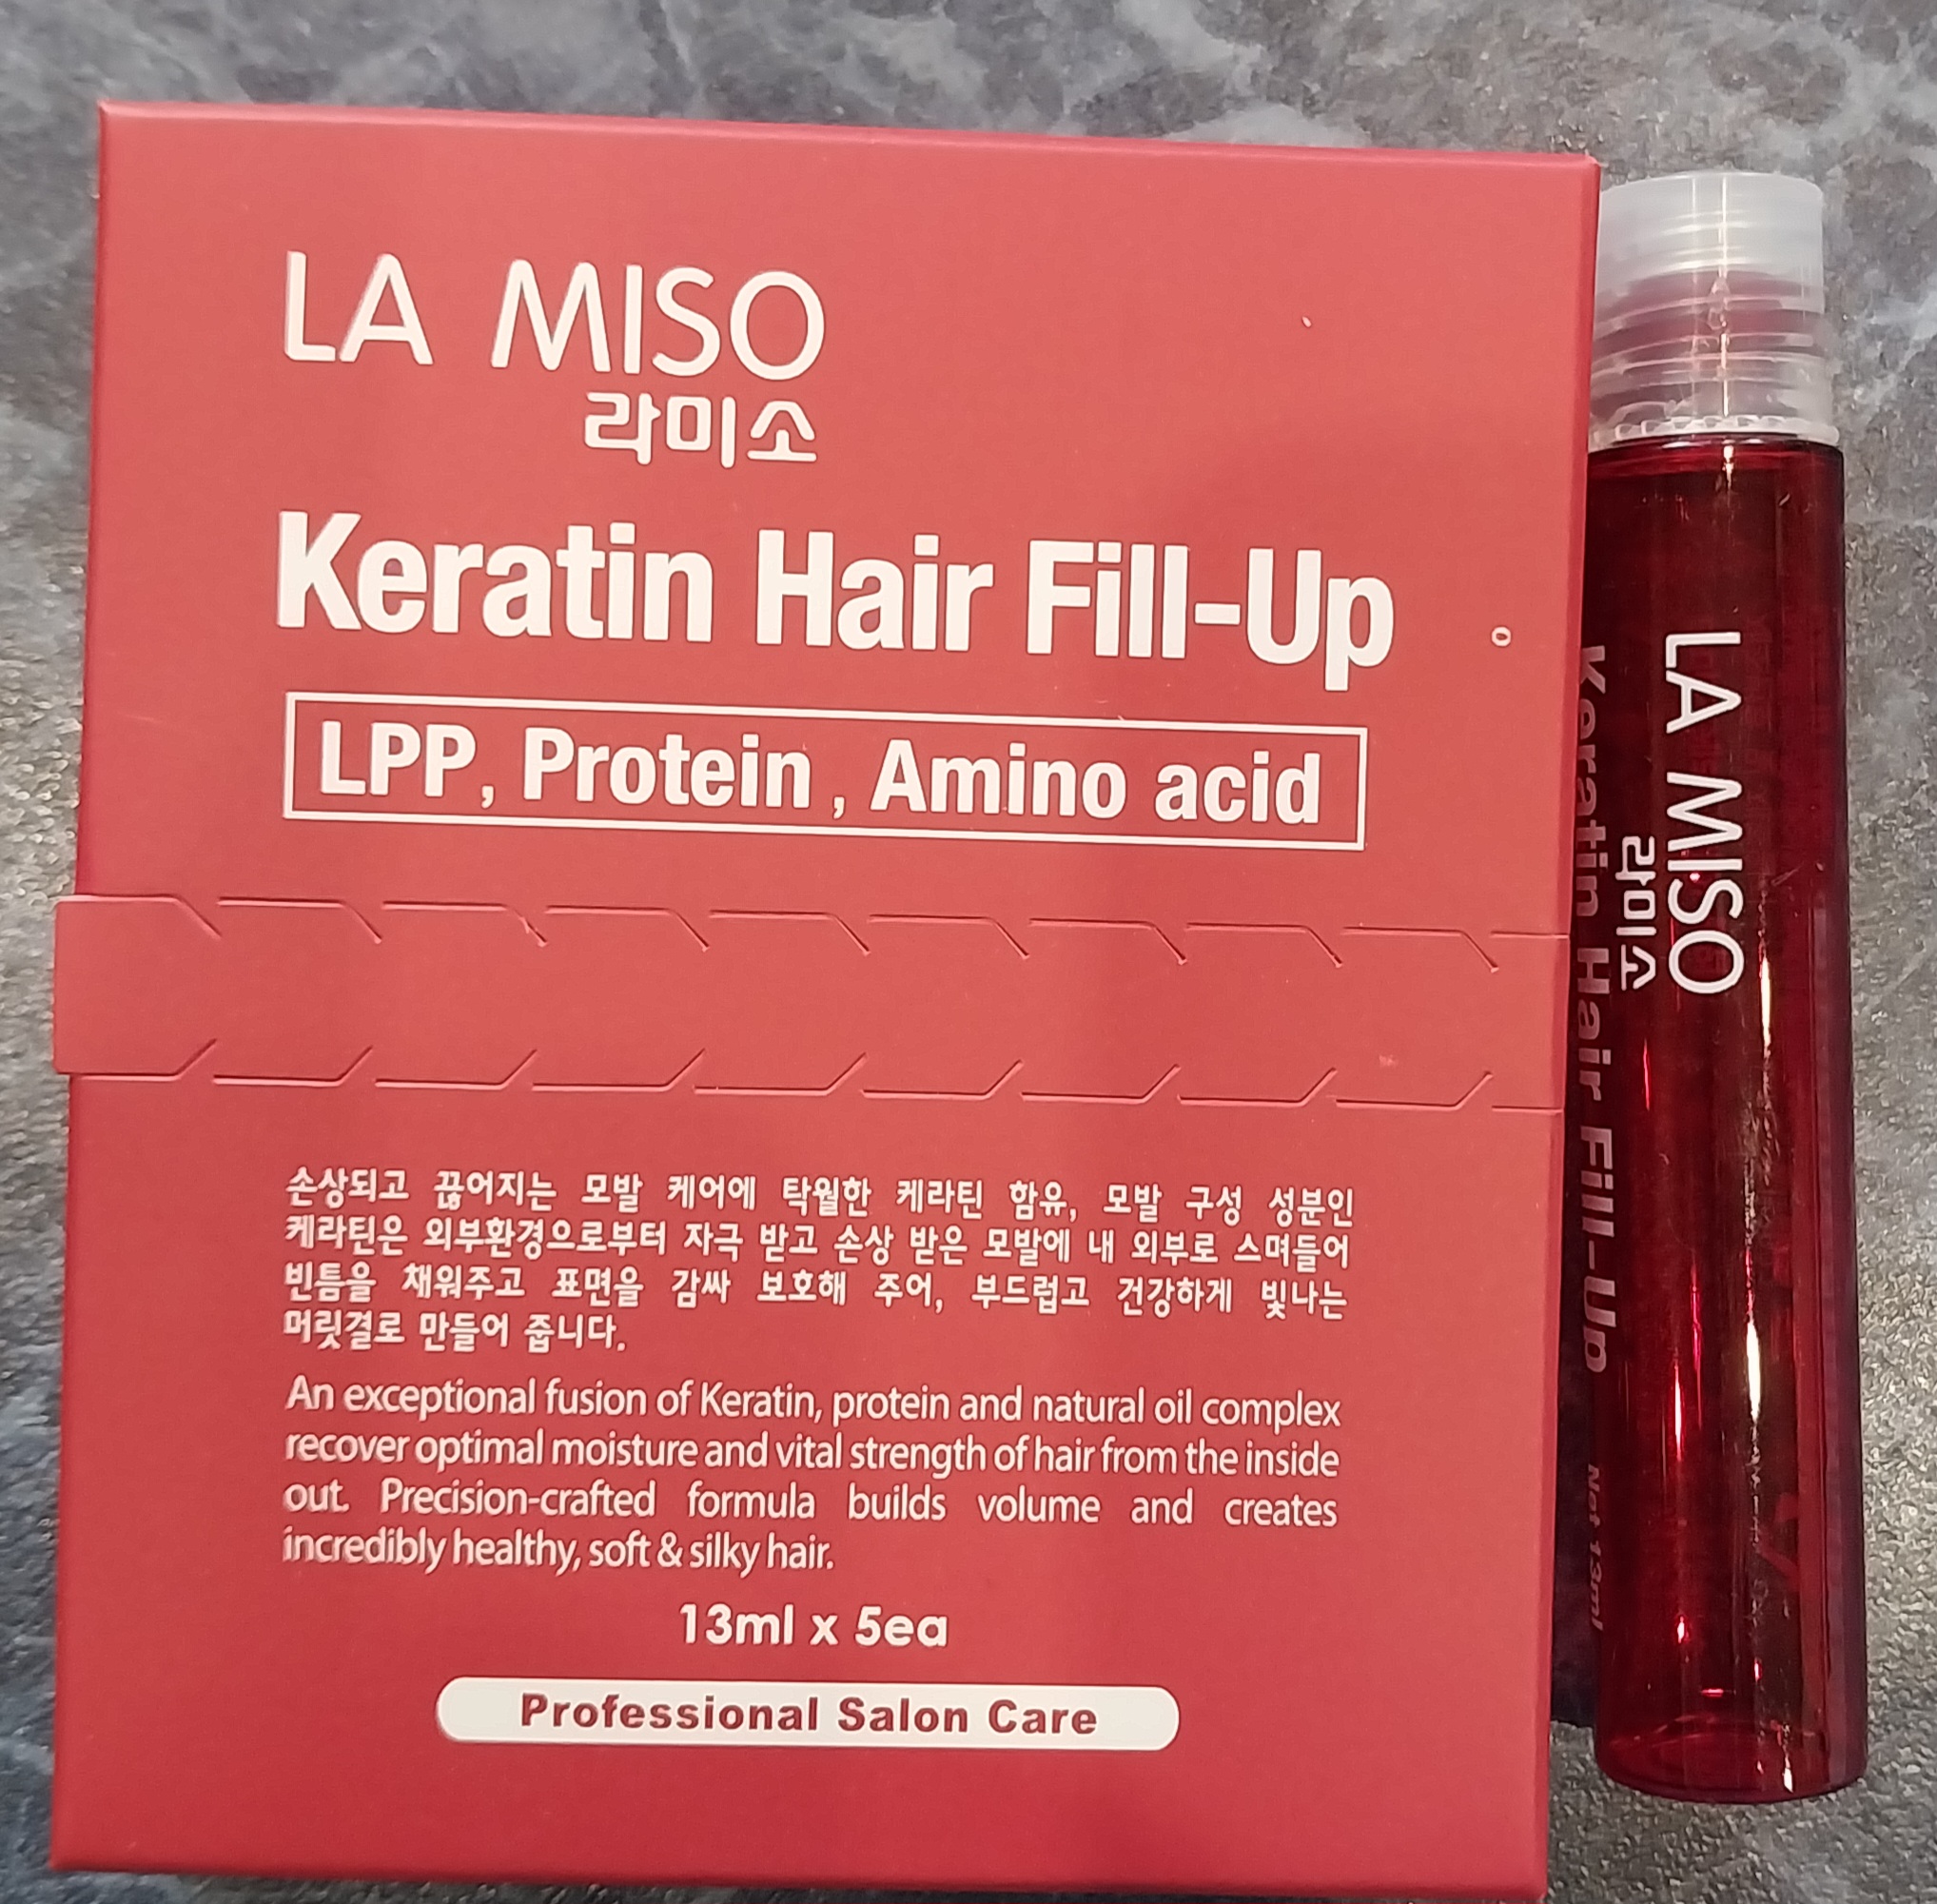 LA MISO
라미소
Keratin Hair Fill-Up
LPP, Protein, Amino acid
손상되고 끊어지는 모발 케어에 탁월한 케라틴 함유, 모발 구성 성분인
케라틴은 외부환경으로부터 자극 받고 손상 받은 모발에 내 외부로 스며들어
빈틈을 채워주고 표면을 감싸 보호해 주어, 부드럽고 건강하게 빛나는
머릿결로 만들어 줍니다.
An exceptional fusion of Keratin, protein and natural oil complex
recover optimal moisture and vital strength of hair from the inside
out. Precision-crafted formula builds volume and creates
incredibly healthy, soft & silky hair.
13ml x 5ea
Professional Salon Care
LA MISO
라미소
Keratin Hair Fill-Up
Net 13ml